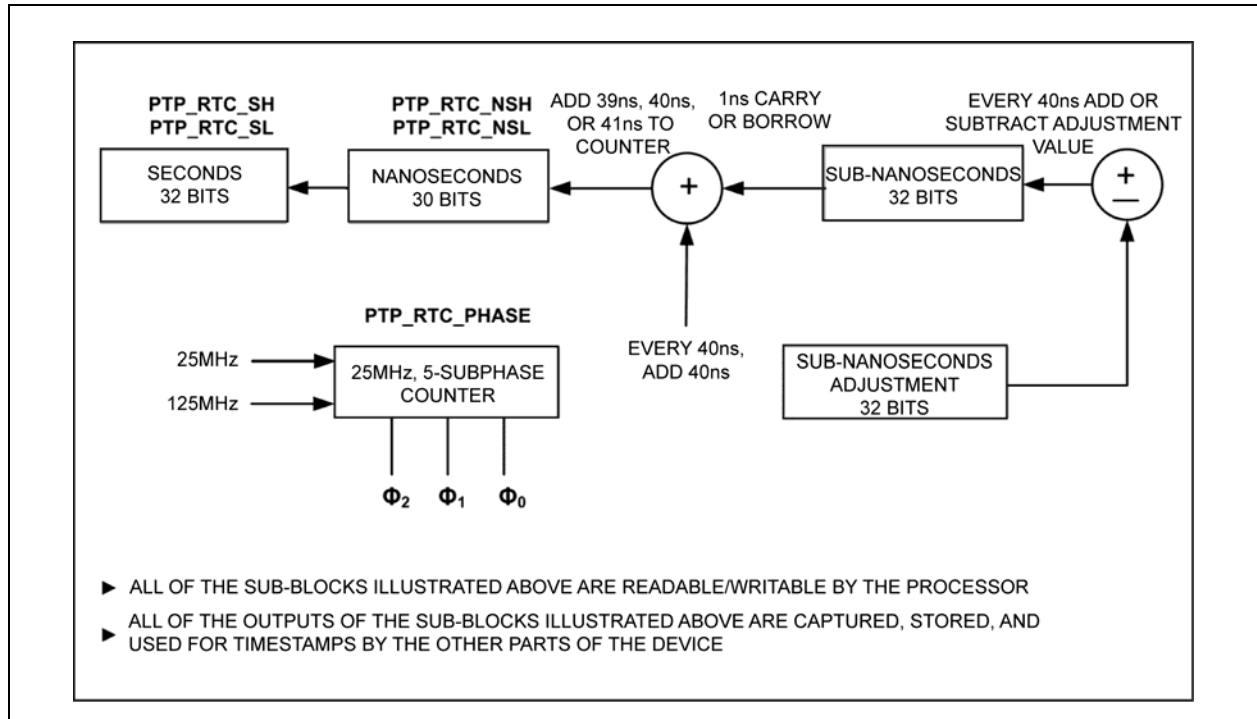 PTP_RTC_SH
PTP_RTC_SL
SECONDS
32 BITS
PTP_RTC_NSH
PTP_RTC_NSL
NANOSECONDS
30 BITS
ADD 39ns, 40ns,
OR 41ns TO
COUNTER
+
1ns CARRY
OR BORROW
SUB-NANOSECONDS
32 BITS
EVERY 40ns ADD OR
SUBTRACT ADJUSTMENT
VALUE
+
—
PTP_RTC_PHASE
25MHz
125MHz
25MHz, 5-SUBPHASE
COUNTER
Φ₂ Φ₁ Φ₀
EVERY 40ns,
ADD 40ns
SUB-NANOSECONDS
ADJUSTMENT
32 BITS
► ALL OF THE SUB-BLOCKS ILLUSTRATED ABOVE ARE READABLE/WRITABLE BY THE PROCESSOR
► ALL OF THE OUTPUTS OF THE SUB-BLOCKS ILLUSTRATED ABOVE ARE CAPTURED, STORED, AND
USED FOR TIMESTAMPS BY THE OTHER PARTS OF THE DEVICE